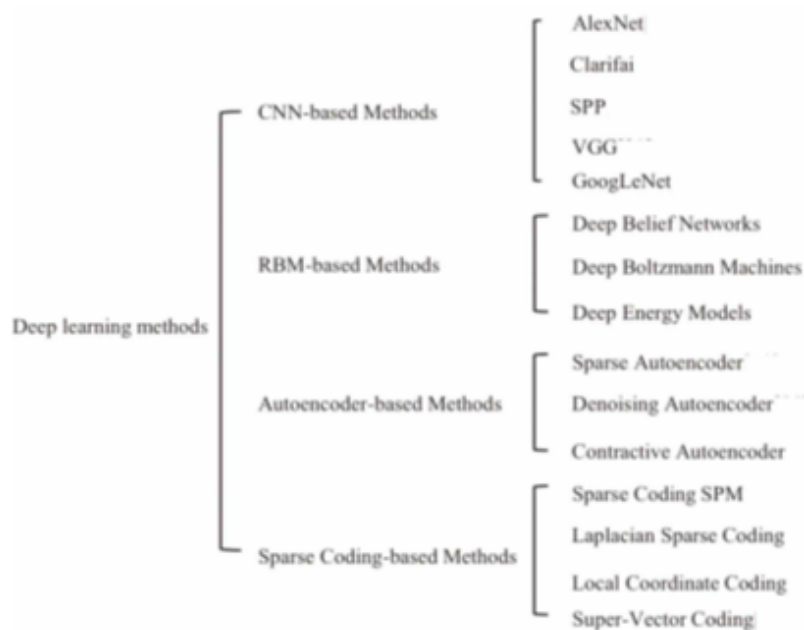 Deep learning methods
CNN-based Methods
AlexNet
Clarifai
SPP
VGG
GoogLeNet
RBM-based Methods
Deep Belief Networks
Deep Boltzmann Machines
Deep Energy Models
Autoencoder-based Methods
Sparse Autoencoder
Denoising Autoencoder
Contractive Autoencoder
Sparse Coding-based Methods
Sparse Coding SPM
Laplacian Sparse Coding
Local Coordinate Coding
Super-Vector Coding